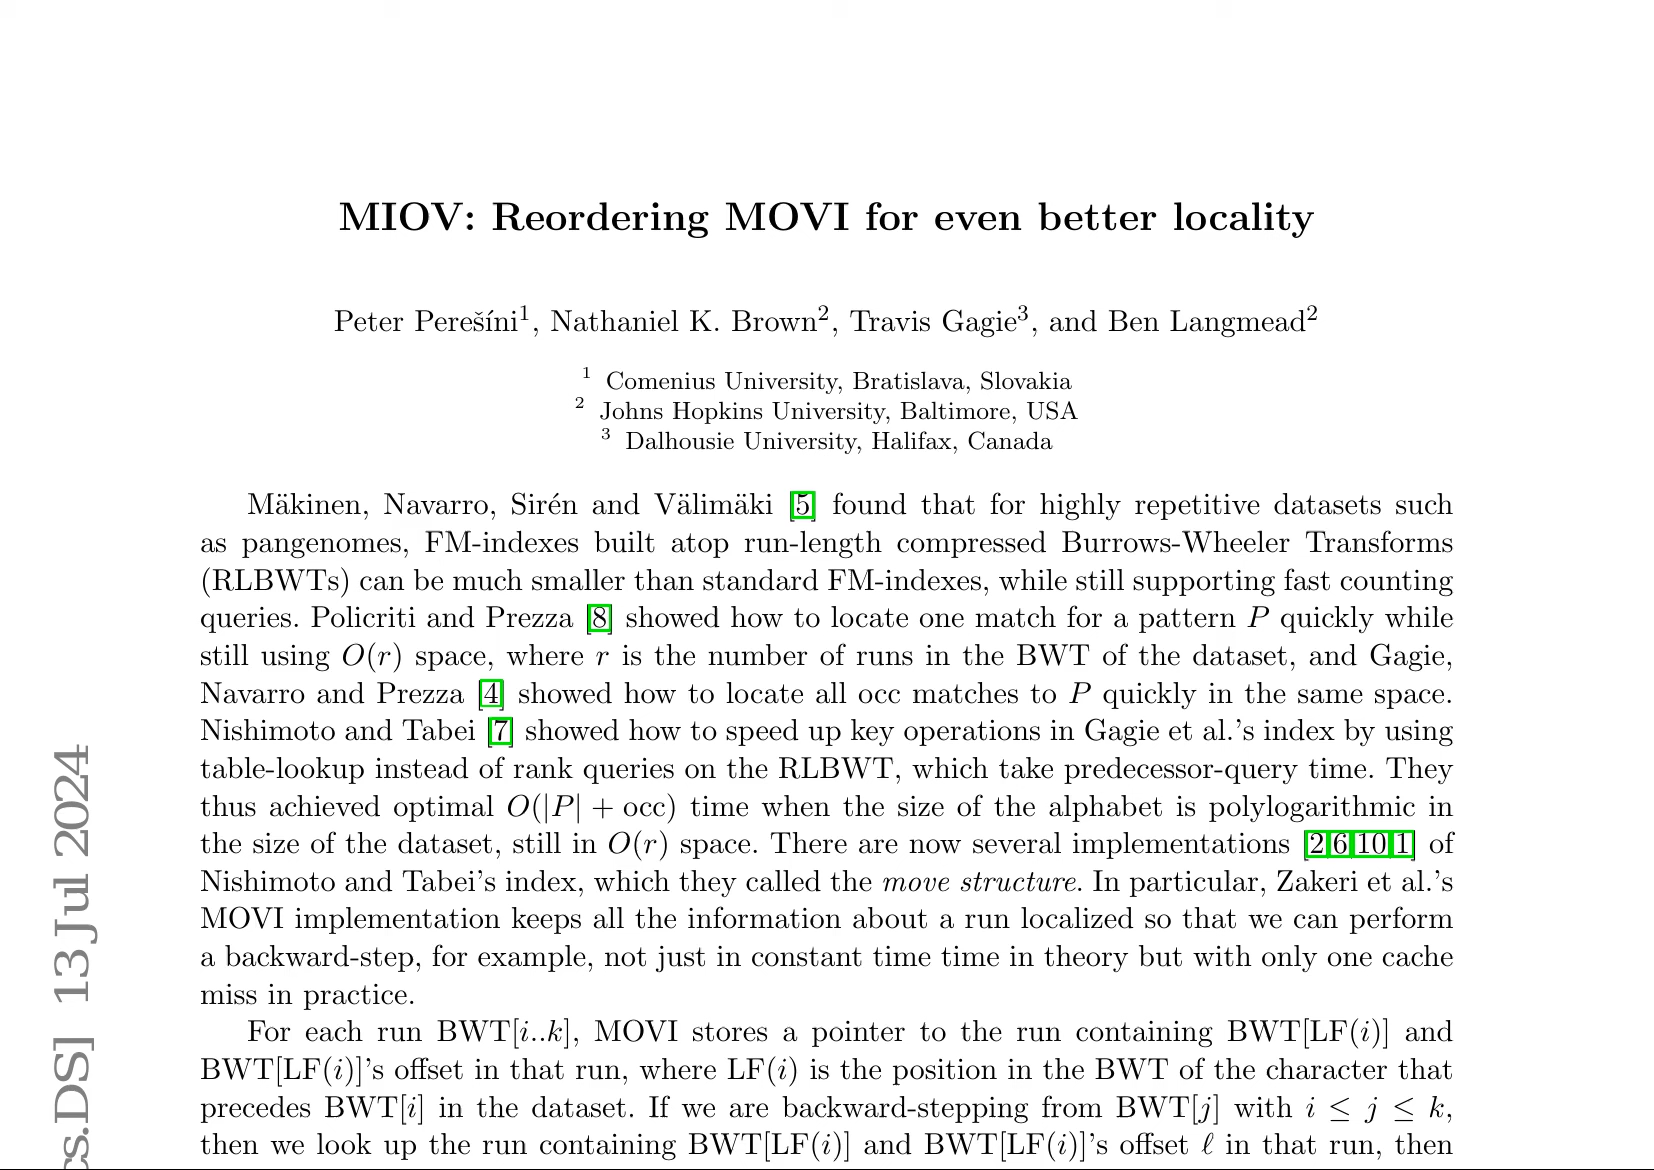 MIOV: Reordering MOVI for even better locality
Peter Perešíni1, Nathaniel K. Brown2, Travis Gagie3, and Ben Langmead2
1 Comenius University, Bratislava, Slovakia
2 Johns Hopkins University, Baltimore, USA
3 Dalhousie University, Halifax, Canada
Mäkinen, Navarro, Sirén and Välimäki [5] found that for highly repetitive datasets such
as pangenomes, FM-indexes built atop run-length compressed Burrows-Wheeler Transforms
(RLBWTs) can be much smaller than standard FM-indexes, while still supporting fast counting
queries. Policriti and Prezza [8] showed how to locate one match for a pattern P quickly while
still using O(r) space, where r is the number of runs in the BWT of the dataset, and Gagie,
Navarro and Prezza [4] showed how to locate all occ matches to P quickly in the same space.
Nishimoto and Tabei [7] showed how to speed up key operations in Gagie et al.'s index by using
table-lookup instead of rank queries on the RLBWT, which take predecessor-query time. They
thus achieved optimal O(|P| + occ) time when the size of the alphabet is polylogarithmic in
the size of the dataset, still in O(r) space. There are now several implementations [2,6,10,1] of
Nishimoto and Tabei's index, which they called the move structure. In particular, Zakeri et al.'s
MOVI implementation keeps all the information about a run localized so that we can perform
a backward-step, for example, not just in constant time time in theory but with only one cache
miss in practice.
For each run BWT[i..k], MOVI stores a pointer to the run containing BWT[LF(i)] and
BWT[LF(i)]'s offset in that run, where LF(i) is the position in the BWT of the character that
precedes BWT[i] in the dataset. If we are backward-stepping from BWT[j] with i ≤ j ≤ k,
then we look up the run containing BWT[LF(i)] and BWT[LF(i)]'s offset ℓ in that run, then
cs.DS] 13 Jul 2024